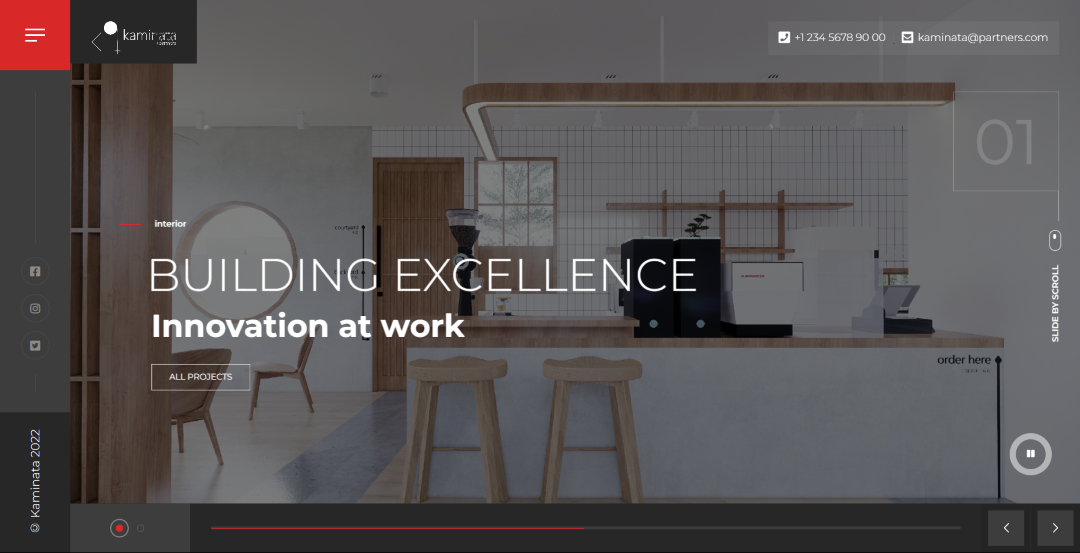 kaminata
partners
+1 234 5678 90 00
kaminata@partners.com
01
interior
courtyard
BUILDING EXCELLENCE
Innovation at work
ALL PROJECTS
order here
SLIDE BY SCROLL
© Kaminata 2022